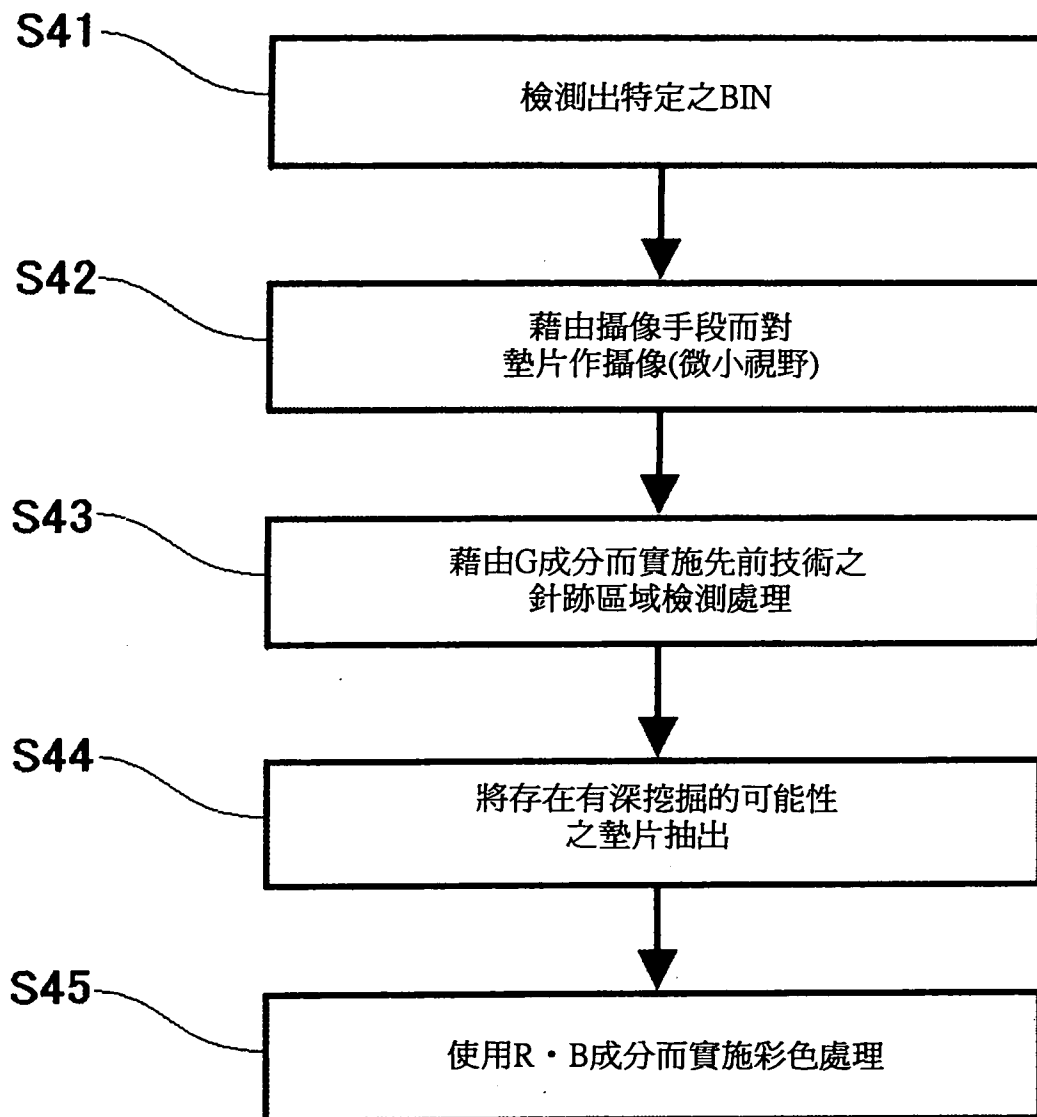 S41
檢測出特定之BIN
S42
藉由攝像手段而對
墊片作攝像(微小視野)
S43
藉由G成分而實施先前技術之
針跡區域檢測處理
S44
將存在有深挖掘的可能性
之墊片抽出
S45
使用R・B成分而實施彩色處理